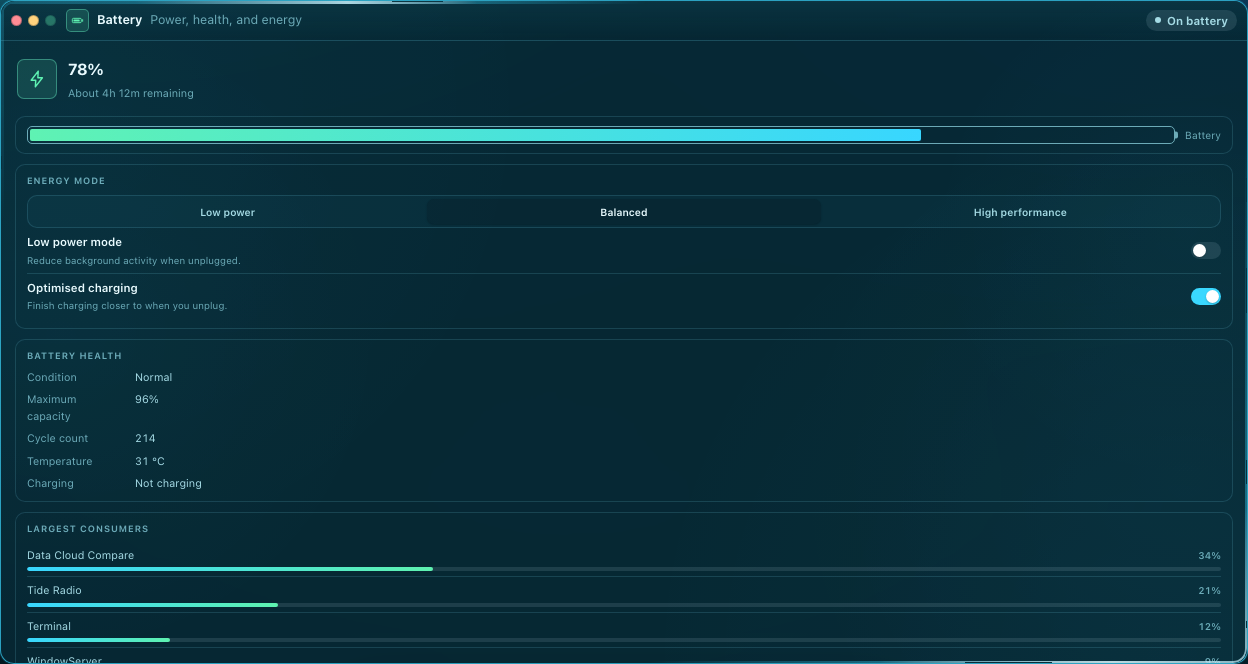 Battery Power, health, and energy
On battery
78%
About 4h 12m remaining
Battery
ENERGY MODE
Low power
Balanced
High performance
Low power mode
Reduce background activity when unplugged.
Optimised charging
Finish charging closer to when you unplug.
BATTERY HEALTH
Condition Normal
Maximum 96%
capacity
Cycle count 214
Temperature 31 °C
Charging Not charging
LARGEST CONSUMERS
Data Cloud Compare 34%
Tide Radio 21%
Terminal 12%
WindowServer